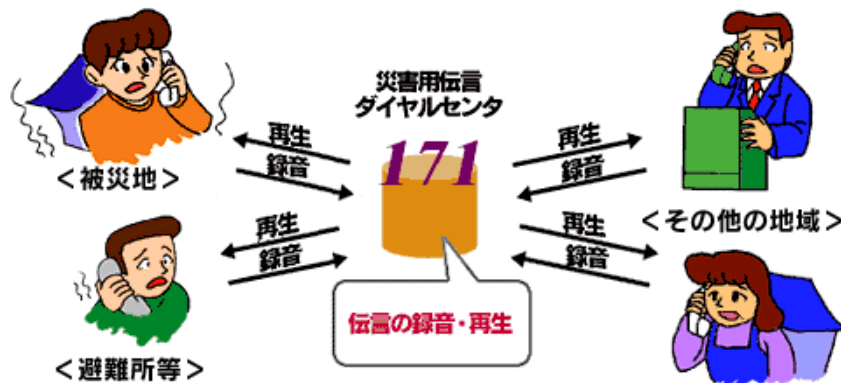 災害用伝言
ダイヤルセンタ
171
再生
録音
再生
録音
<被災地>
<その他の地域>
再生
録音
再生
録音
伝言の録音・再生
<避難所等>